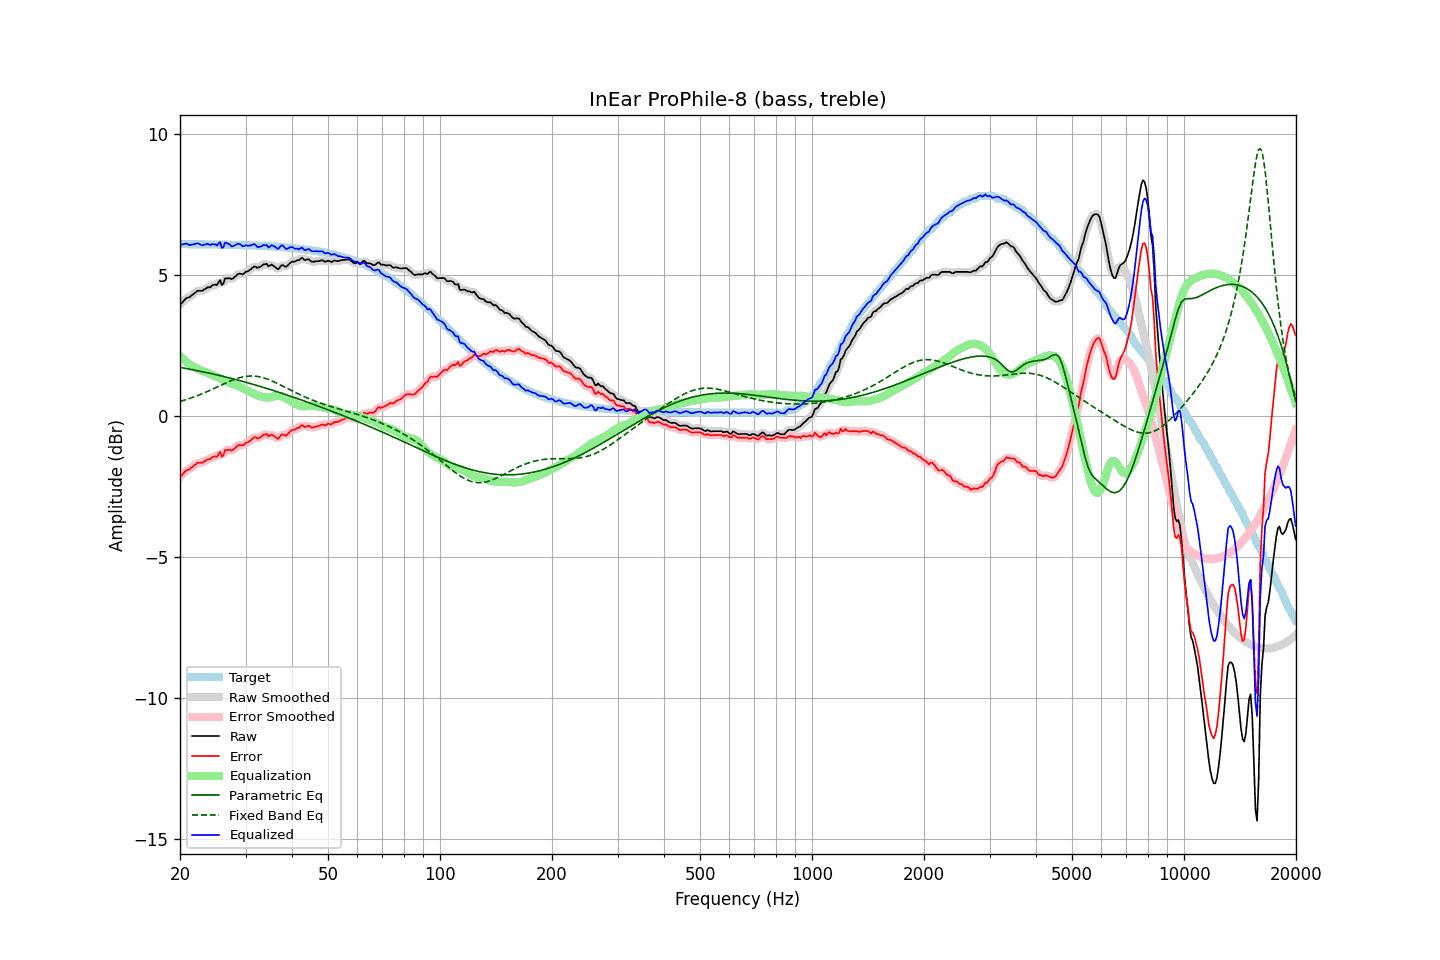 InEar ProPhile-8 (bass, treble)
Amplitude (dBr)
10
5
0
−5
−10
−15
Target
Raw Smoothed
Error Smoothed
Raw
Error
Equalization
Parametric Eq
Fixed Band Eq
Equalized
20 50 100 200 500 1000 2000 5000 10000 20000
Frequency (Hz)